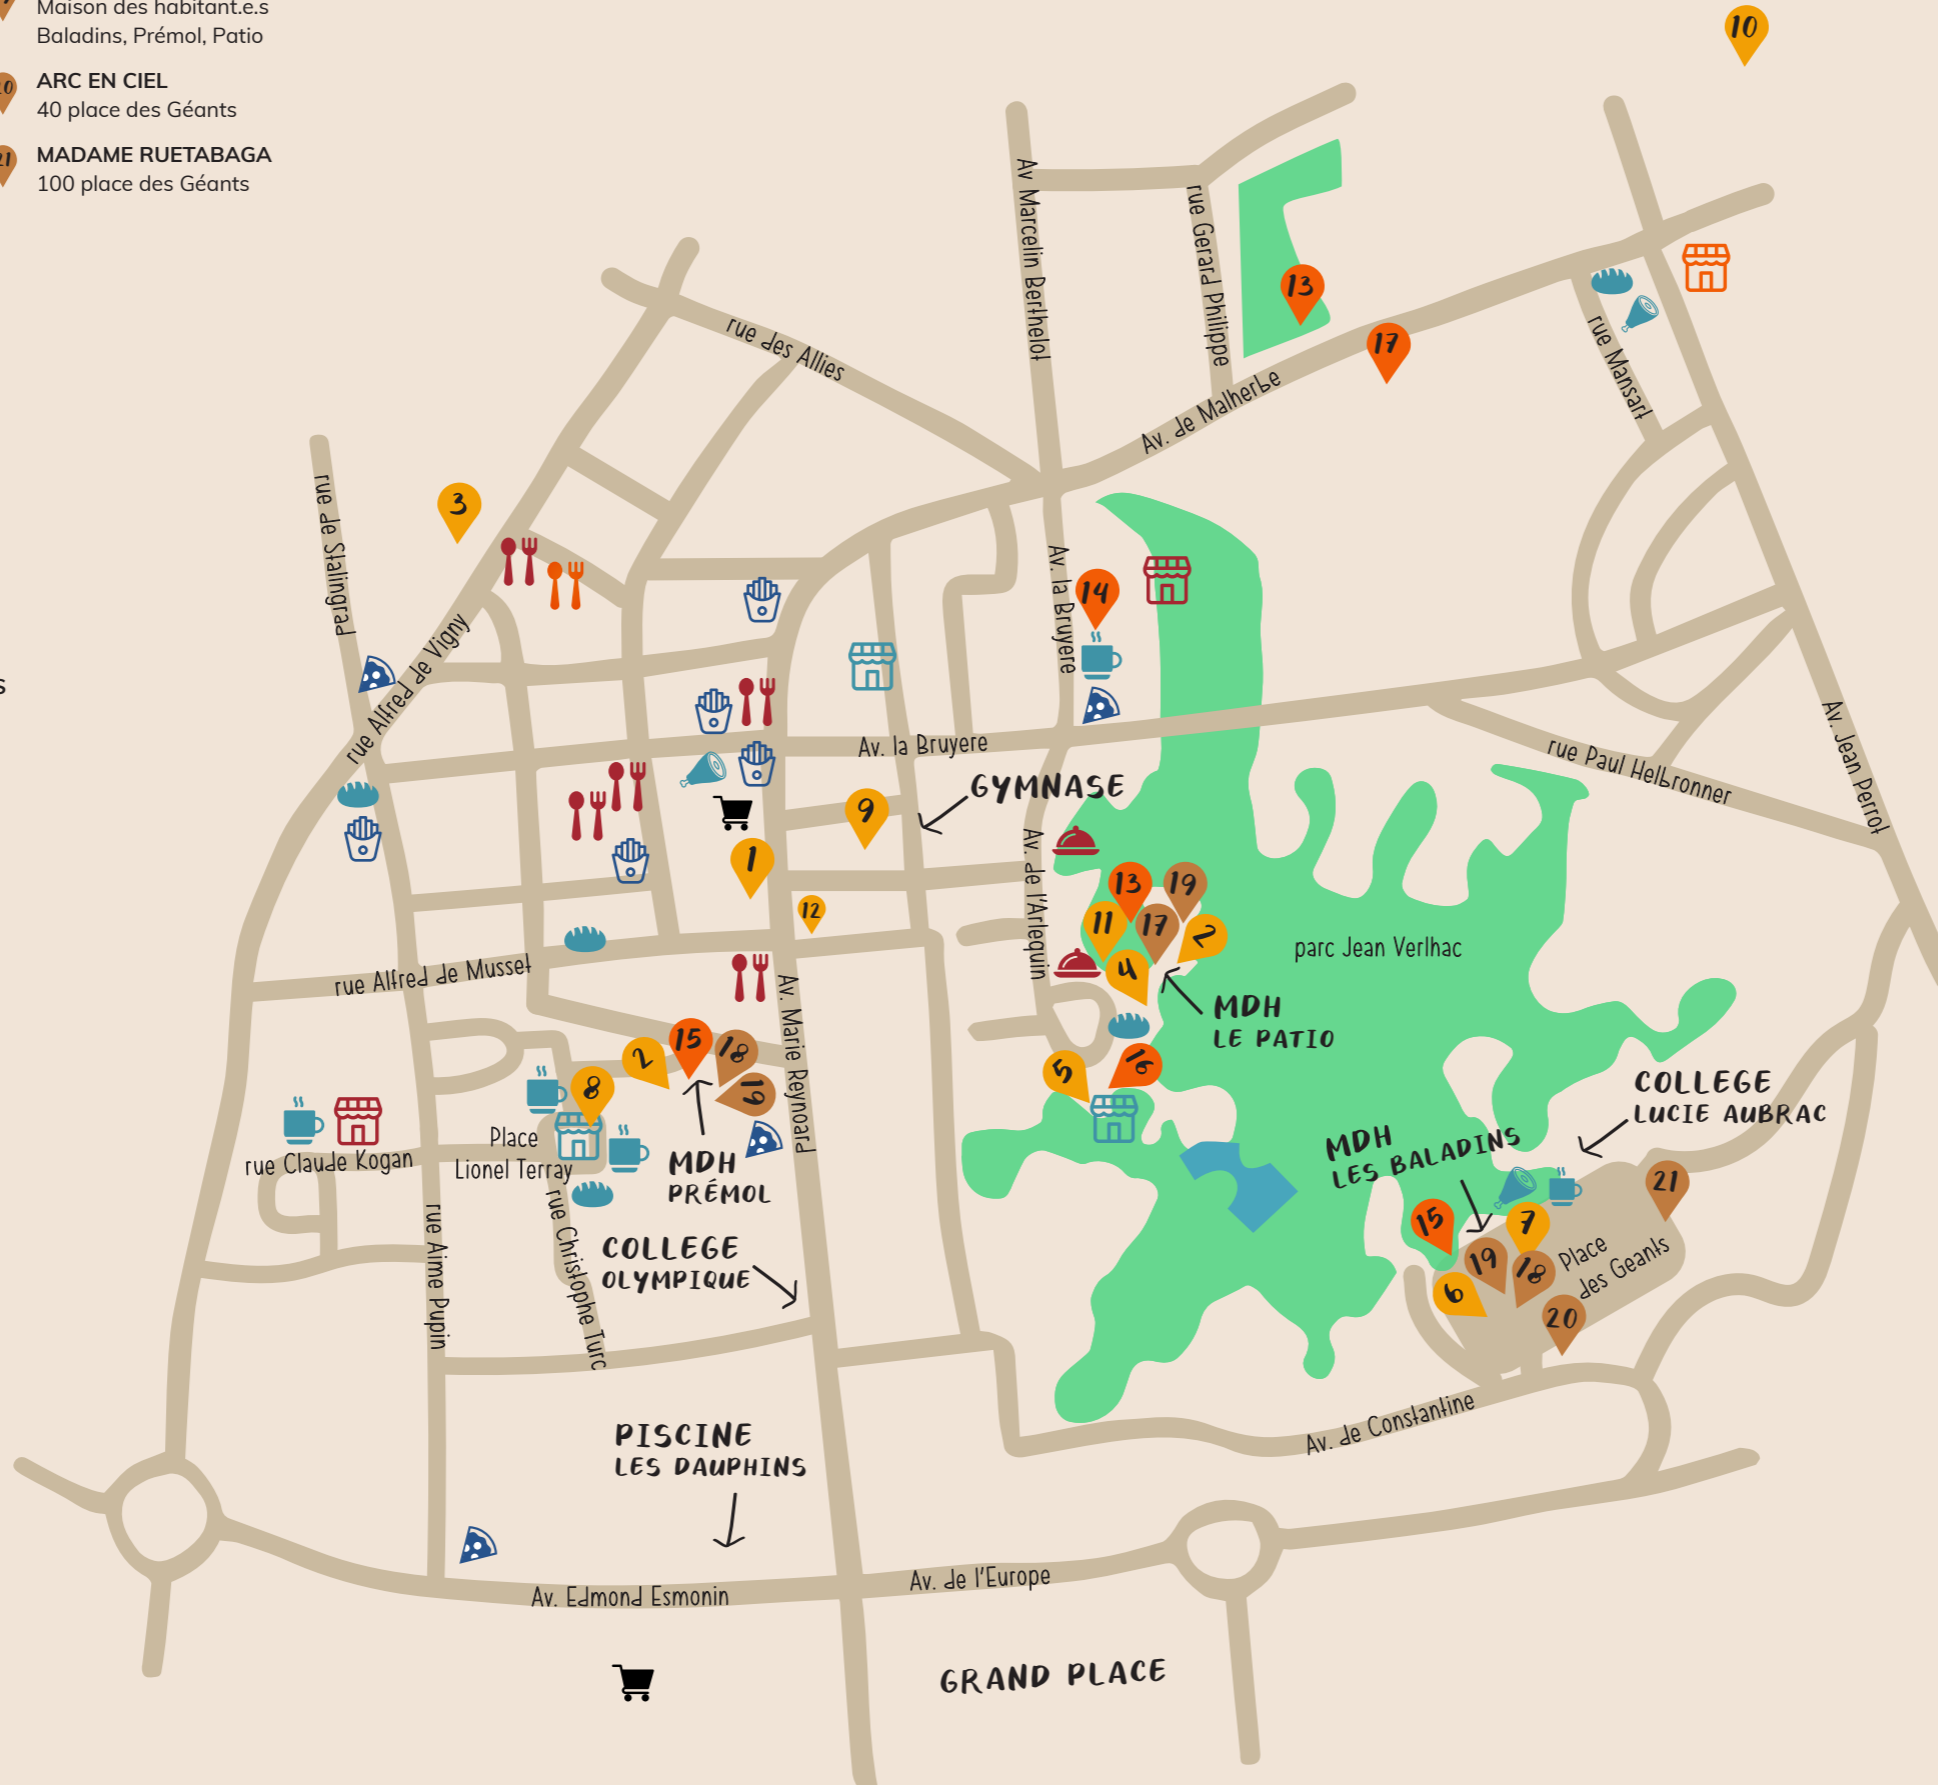 Maison des habitant.e.s
Baladins, Prémol, Patio
ARC EN CIEL
40 place des Géants
MADAME RUETABAGA
100 place des Géants
s
10
Av Marcelin Berthelot
rue Gerard Philippe
13
17
rue Mansart
rue des Allies
Av. de Malherbe
rue de Stalingrad
3
rue Alfred de Vigny
Av. la Bruyere
14
Av. la Bruyere
rue Paul Helbronner
Av. Jean Perrot
GYMNASE
9
1
12
Av. de l'Arlequin
13
19
11
17
2
4
parc Jean Verlhac
MDH
LE PATIO
rue Alfred de Musset
Av. Marie Reynoard
2
15
18
19
8
5
16
rue Claude Kogan
Place
Lionel Terray
MDH
PRÉMOL
COLLEGE
LUCIE AUBRAC
MDH
LES BALADINS
21
15
7
19
18
6
20
Place
des Geants
rue Aime Pupin
rue Christophe Turc
COLLEGE
OLYMPIQUE
Av. de Constantine
PISCINE
LES DAUPHINS
Av. Edmond Esmonin
Av. de l'Europe
GRAND PLACE